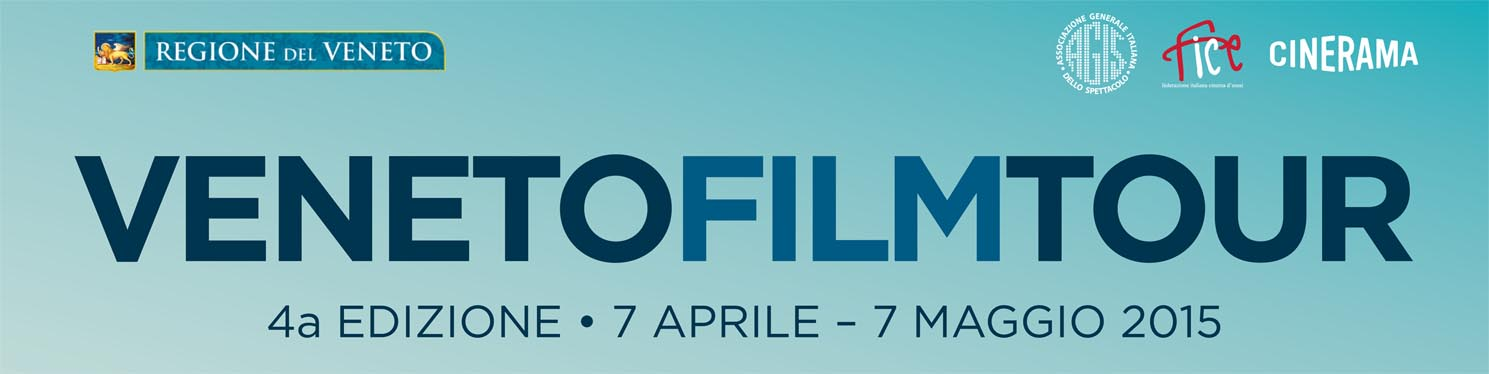 REGIONE DEL VENETO
ASSOCIAZIONE GENERALE ITALIANA DELLO SPETTACOLO
AGIS
fice
federazione italiana cinema d'essai
CINERAMA
VENETOFILMTOUR
4a EDIZIONE • 7 APRILE – 7 MAGGIO 2015